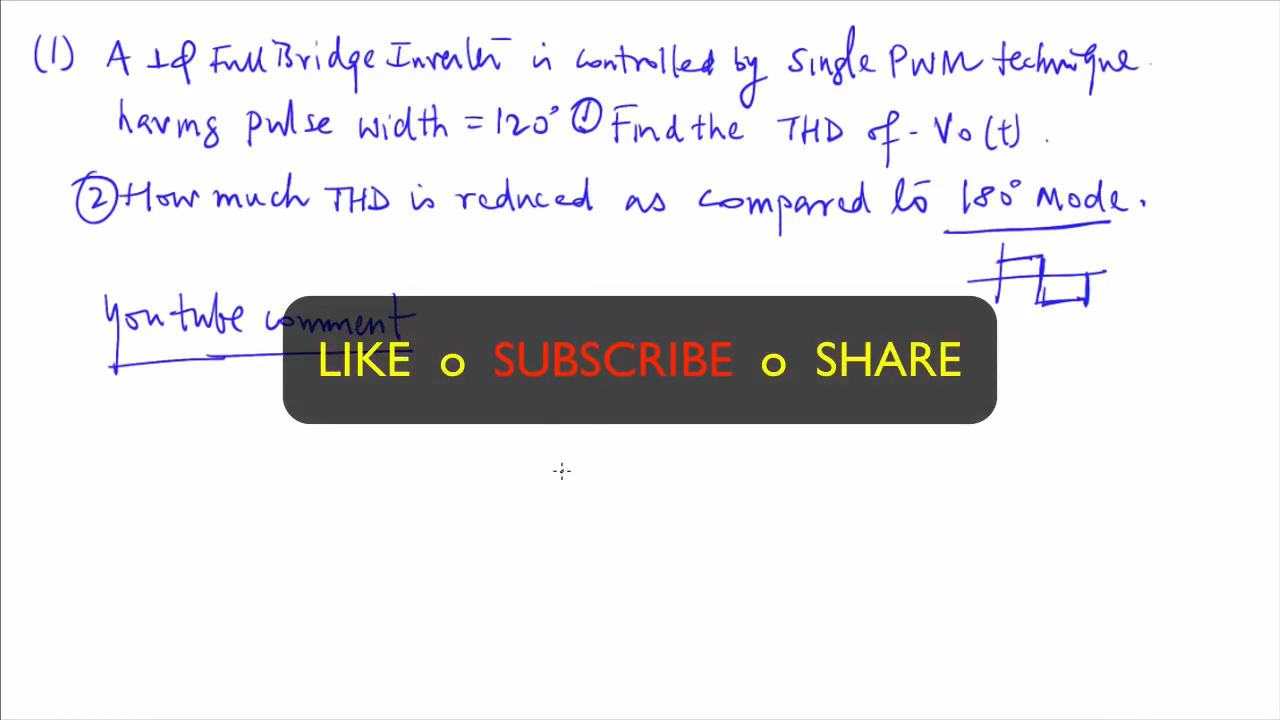 (1) A 1φ Full Bridge Inverter is controlled by single PWM technique.
having pulse width = 120° ① Find the THD of Vo(t).
② How much THD is reduced as compared to 180° Mode.
youtube comment
LIKE o SUBSCRIBE o SHARE